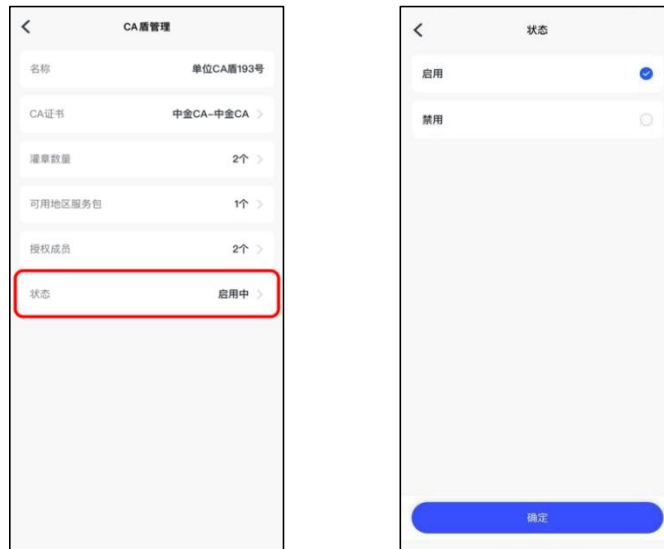 CA盾管理
名称 单位CA盾193号
CA证书 中金CA-中金CA
灌章数量 2个
可用地区服务包 1个
授权成员 2个
状态 启用中
状态
启用
禁用
确定